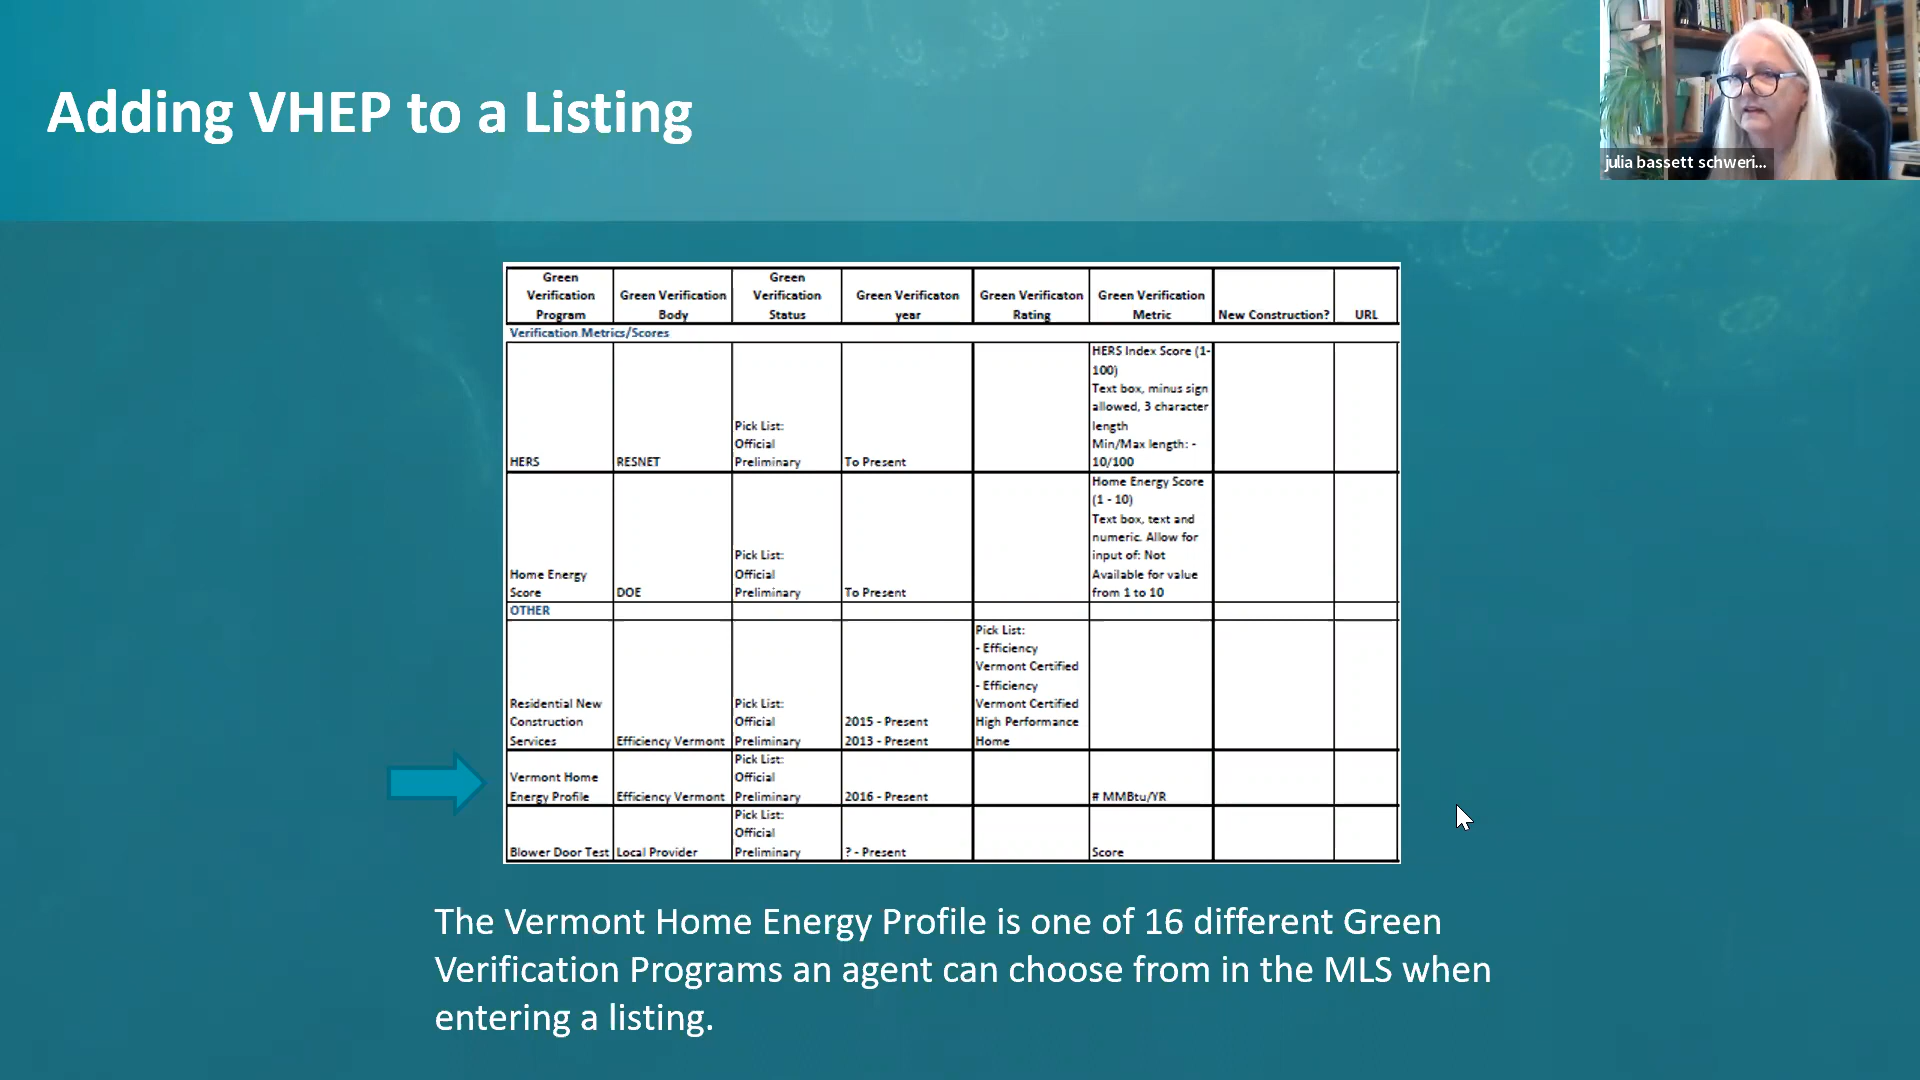 Adding VHEP to a Listing
julia bassett schweri...
Green Verification Program
Green Verification Body
Green Verification Status
Green Verificaton year
Green Verificaton Rating
Green Verification Metric
New Construction?
URL
Verification Metrics/Scores
HERS
RESNET
Pick List:
Official
Preliminary
To Present
HERS Index Score (1-
100)
Text box, minus sign
allowed, 3 character
length
Min/Max length: -
10/100
Home Energy
Score
DOE
Pick List:
Official
Preliminary
To Present
Home Energy Score
(1 - 10)
Text box, text and
numeric. Allow for
input of: Not
Available for value
from 1 to 10
OTHER
Residential New
Construction
Services
Efficiency Vermont
Pick List:
Official
Preliminary
2015 - Present
2013 - Present
Pick List:
- Efficiency
Vermont Certified
- Efficiency
Vermont Certified
High Performance
Home
Vermont Home
Energy Profile
Efficiency Vermont
Pick List:
Official
Preliminary
2016 - Present
# MMBtu/YR
Blower Door Test
Local Provider
Pick List:
Official
Preliminary
? - Present
Score
The Vermont Home Energy Profile is one of 16 different Green
Verification Programs an agent can choose from in the MLS when
entering a listing.